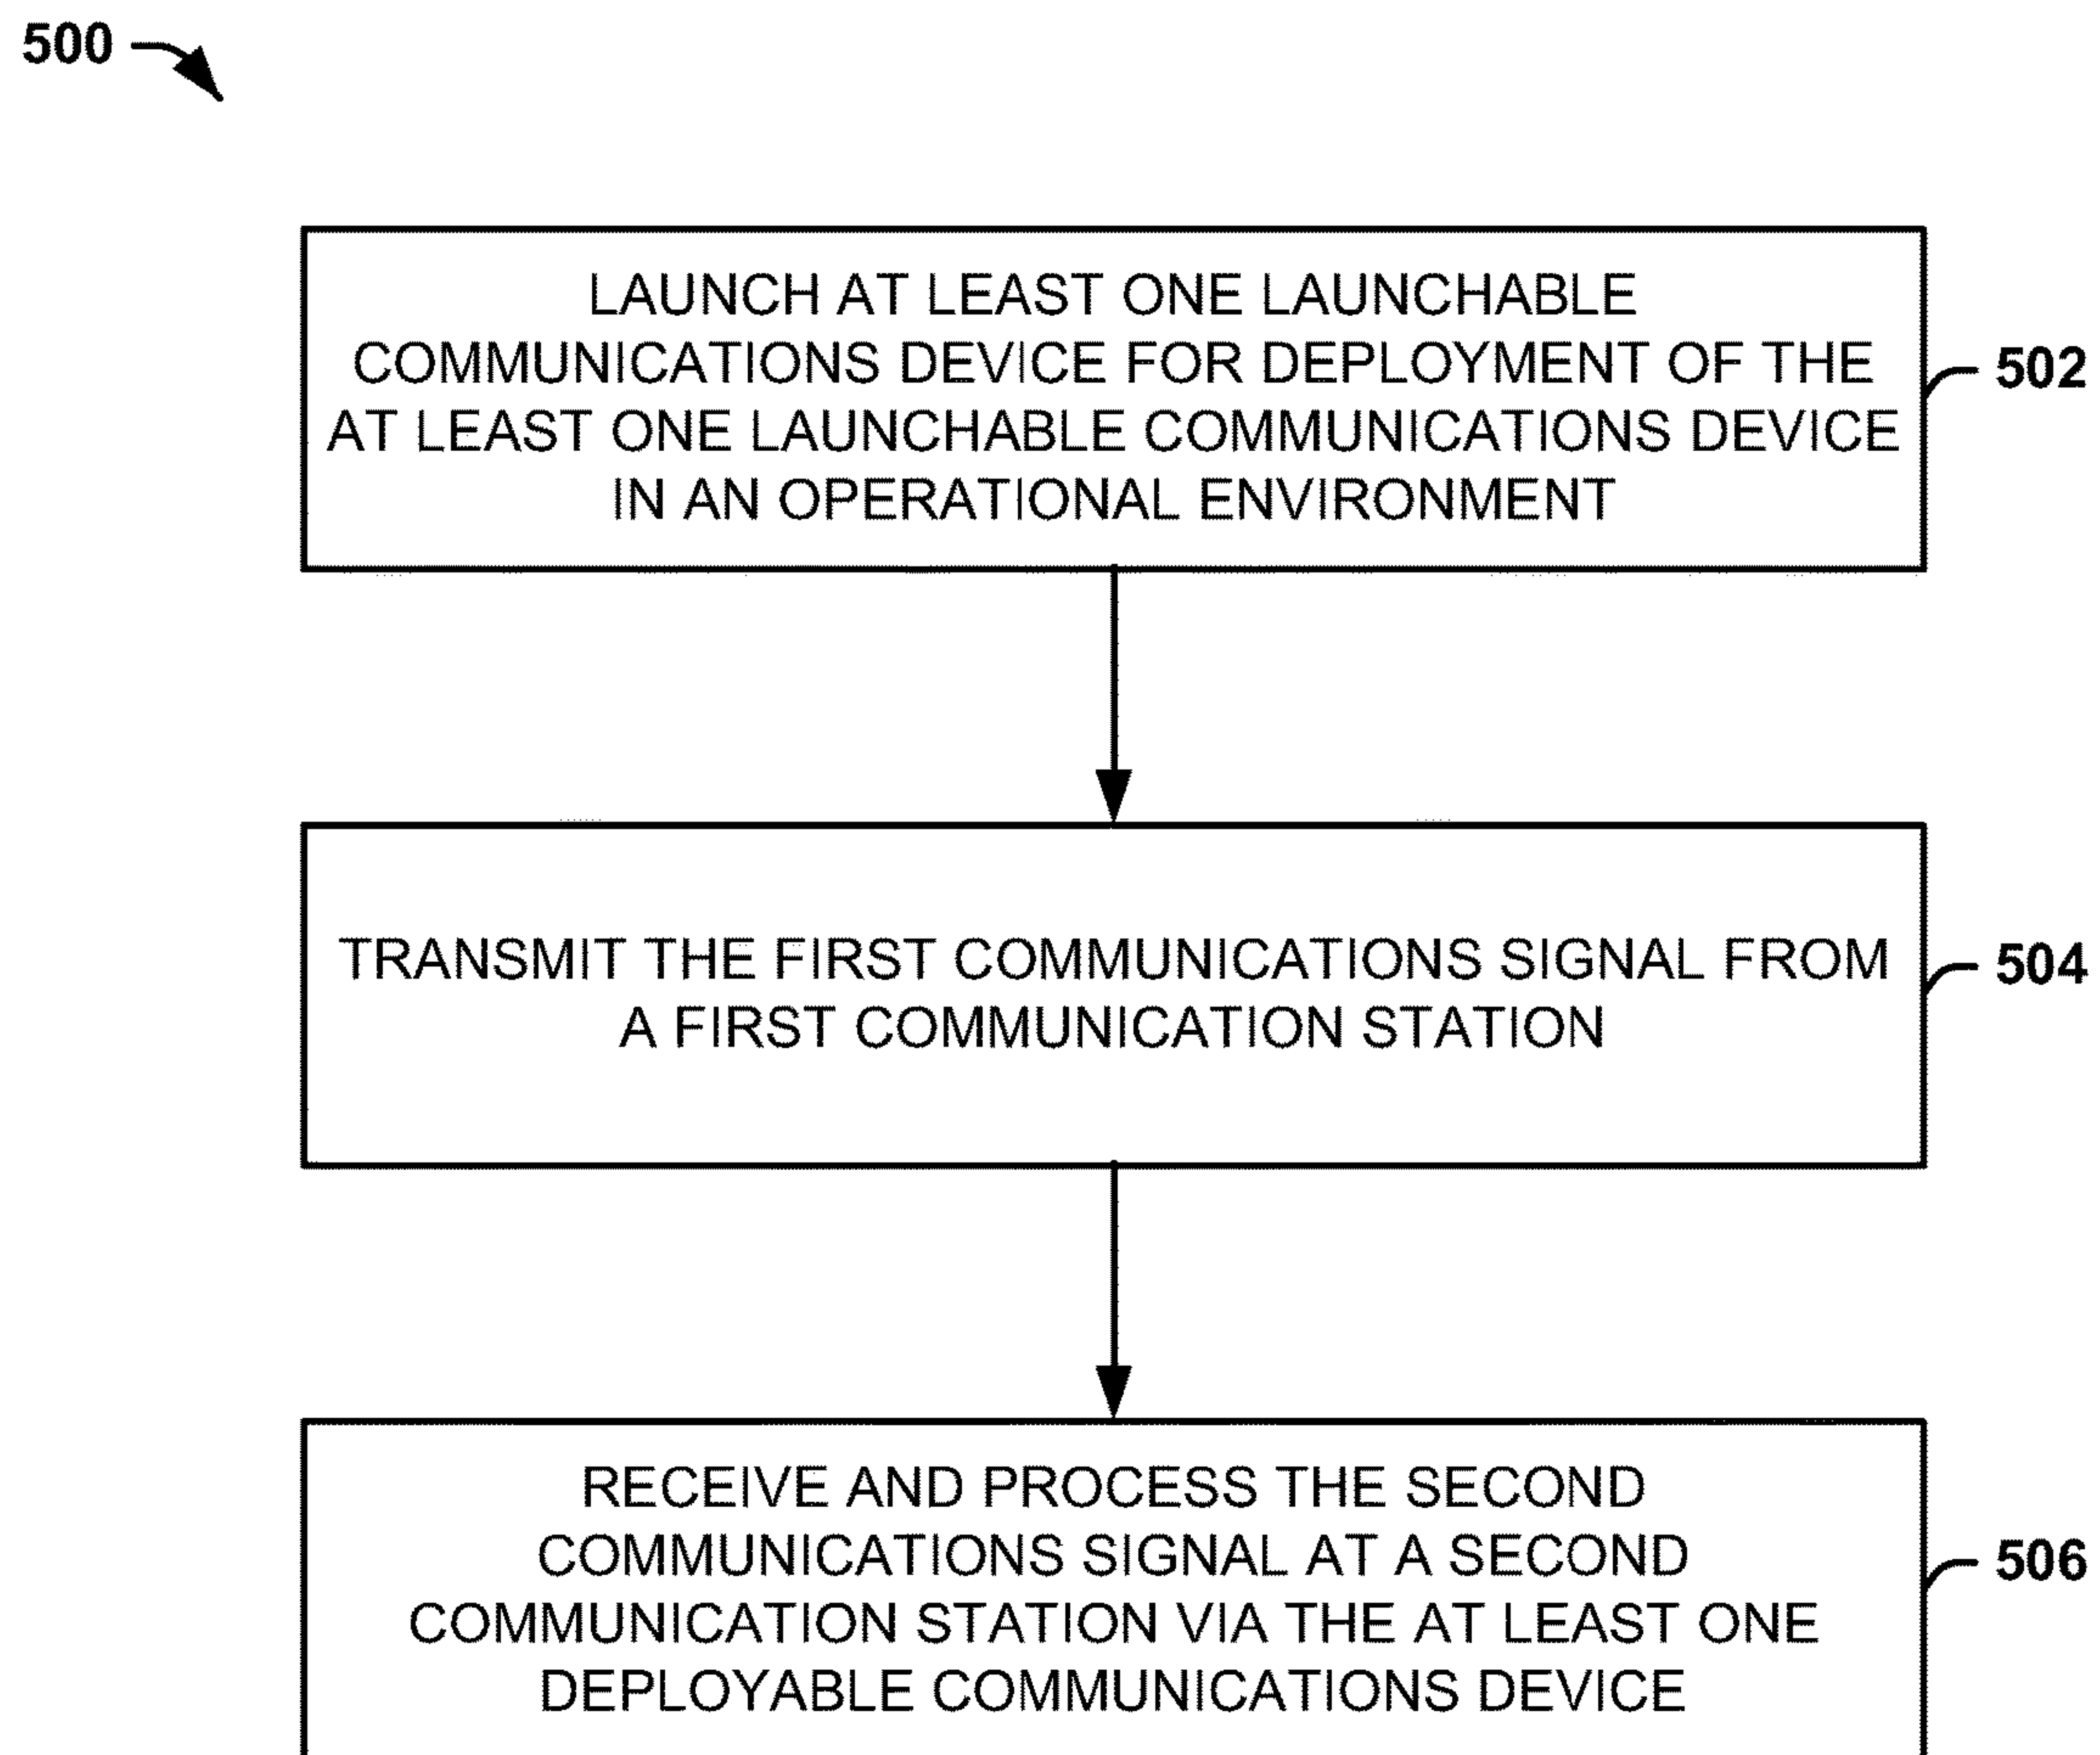 500
LAUNCH AT LEAST ONE LAUNCHABLE
COMMUNICATIONS DEVICE FOR DEPLOYMENT OF THE
AT LEAST ONE LAUNCHABLE COMMUNICATIONS DEVICE
IN AN OPERATIONAL ENVIRONMENT
502
TRANSMIT THE FIRST COMMUNICATIONS SIGNAL FROM
A FIRST COMMUNICATION STATION
504
RECEIVE AND PROCESS THE SECOND
COMMUNICATIONS SIGNAL AT A SECOND
COMMUNICATION STATION VIA THE AT LEAST ONE
DEPLOYABLE COMMUNICATIONS DEVICE
506